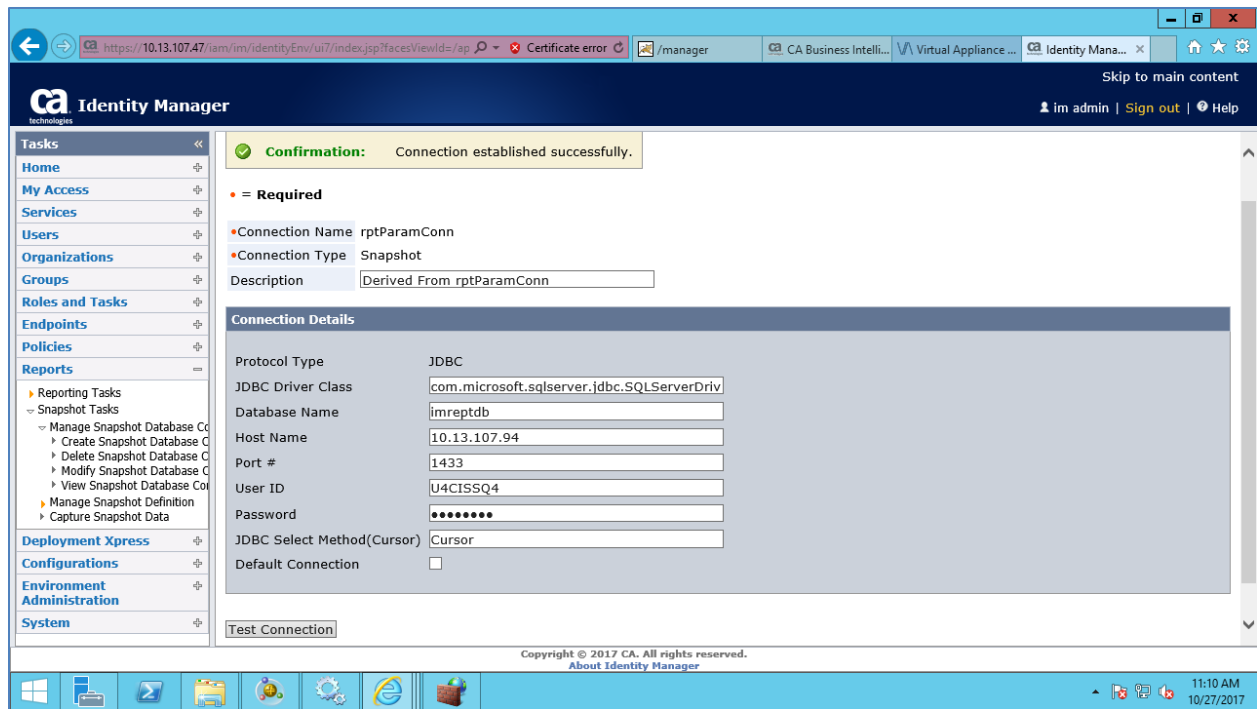 https://10.13.107.47/iam/im/identityEnv/ui7/index.jsp?facesViewId=/ap
Certificate error
/manager
CA Business Intelli...
Virtual Appliance ...
Identity Mana...
Skip to main content
ca technologies
Identity Manager
im admin | Sign out | Help
Tasks
Home
My Access
Services
Users
Organizations
Groups
Roles and Tasks
Endpoints
Policies
Reports
Reporting Tasks
Snapshot Tasks
Manage Snapshot Database Co
Create Snapshot Database C
Delete Snapshot Database C
Modify Snapshot Database C
View Snapshot Database Con
Manage Snapshot Definition
Capture Snapshot Data
Deployment Xpress
Configurations
Environment
Administration
System
Confirmation: Connection established successfully.
• = Required
•Connection Name rptParamConn
•Connection Type Snapshot
Description Derived From rptParamConn
Connection Details
Protocol Type JDBC
JDBC Driver Class com.microsoft.sqlserver.jdbc.SQLServerDriv
Database Name imreptdb
Host Name 10.13.107.94
Port # 1433
User ID U4CISSQ4
Password ••••••••
JDBC Select Method(Cursor) Cursor
Default Connection
Test Connection
Copyright © 2017 CA. All rights reserved.
About Identity Manager
11:10 AM
10/27/2017